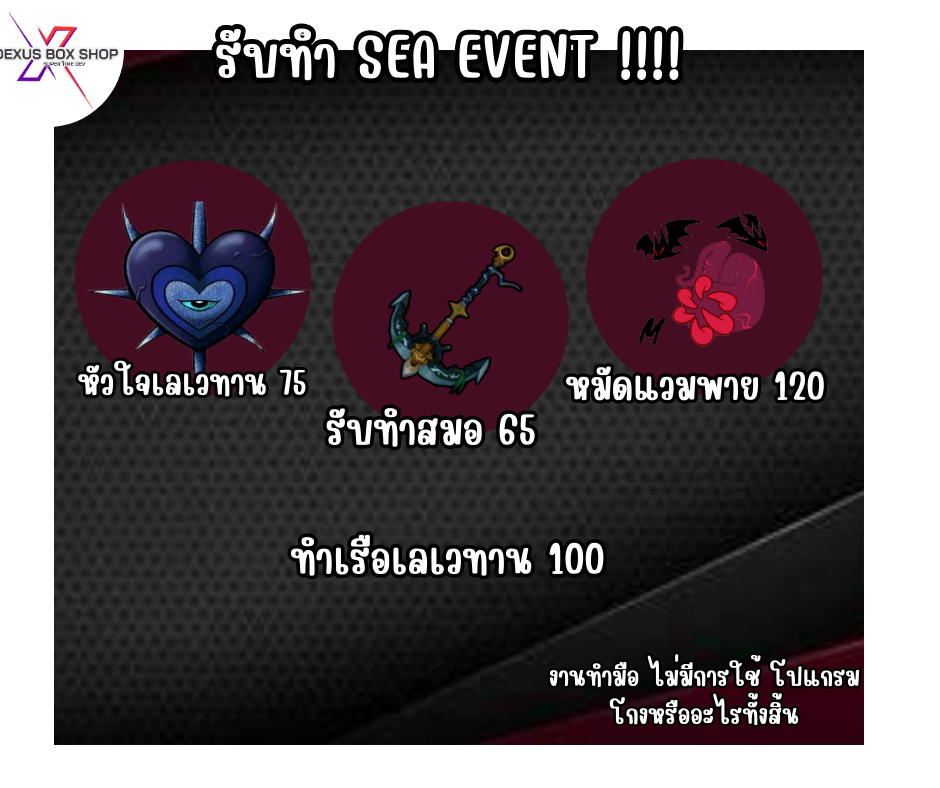 DEXUS BOX SHOP
SUPER TIME DEV
รับทำ SEA EVENT !!!!
M
หัวใจเลเวทาน 75
หมัดแวมพาย 120
รับทำสมอ 65
ทำเรือเลเวทาน 100
งานทำมือ ไม่มีการใช้ โปแกรม
โกงหรืออะไรทั้งสิ้น